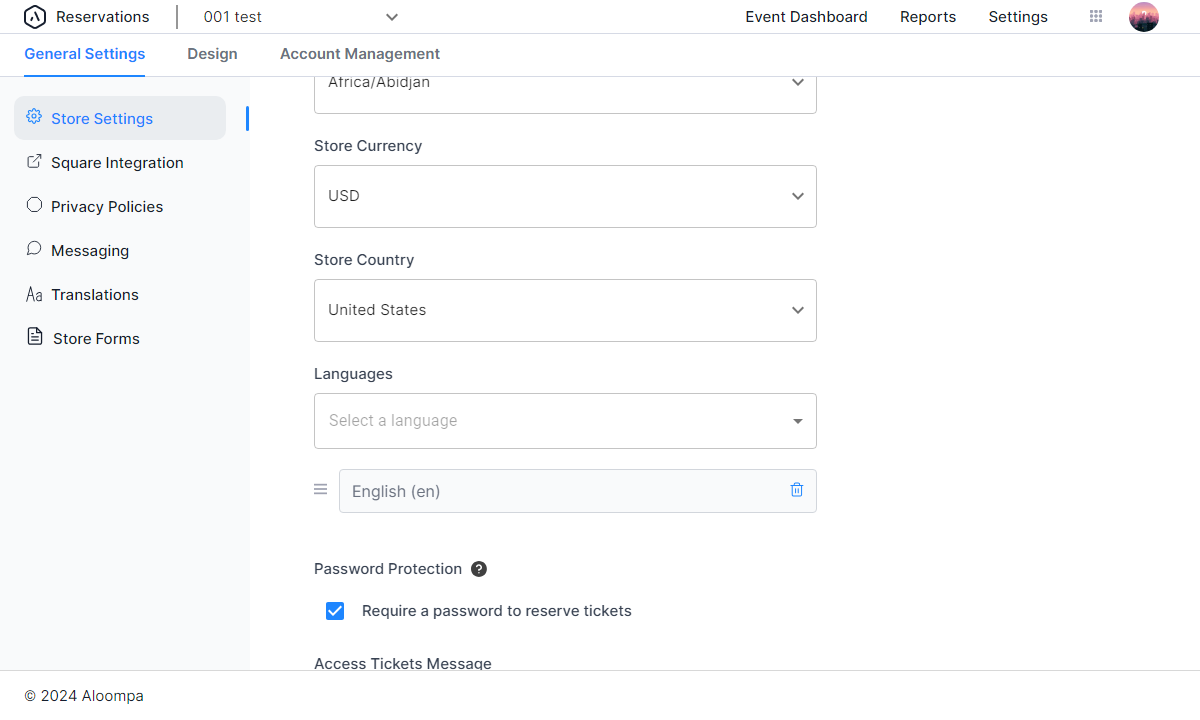 Reservations
001 test
Event Dashboard
Reports
Settings
General Settings
Design
Account Management
Store Settings
Square Integration
Privacy Policies
Messaging
Aa Translations
Store Forms
Africa/Abidjan
Store Currency
USD
Store Country
United States
Languages
Select a language
English (en)
Password Protection ?
Require a password to reserve tickets
Access Tickets Message
© 2024 Aloompa